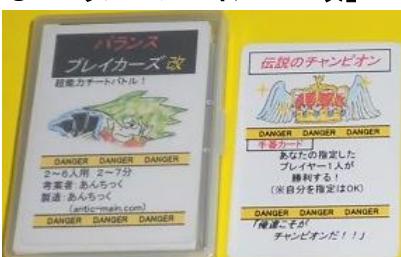 バランス
ブレイカーズ改
超能力チートバトル！
DANGER DANGER DANGER
2~6人用 2~7分
考案者:あんちっく
製造:あんちっく
(antic-main.com)
DANGER DANGER DANGER
伝説のチャンピオン
DANGER DANGER DANGER
手番カード
あなたの指定した
プレイヤー1人が
勝利する！
(※自分を指定はOK)
DANGER DANGER DANGER
「俺達こそが
チャンピオンだ！！」